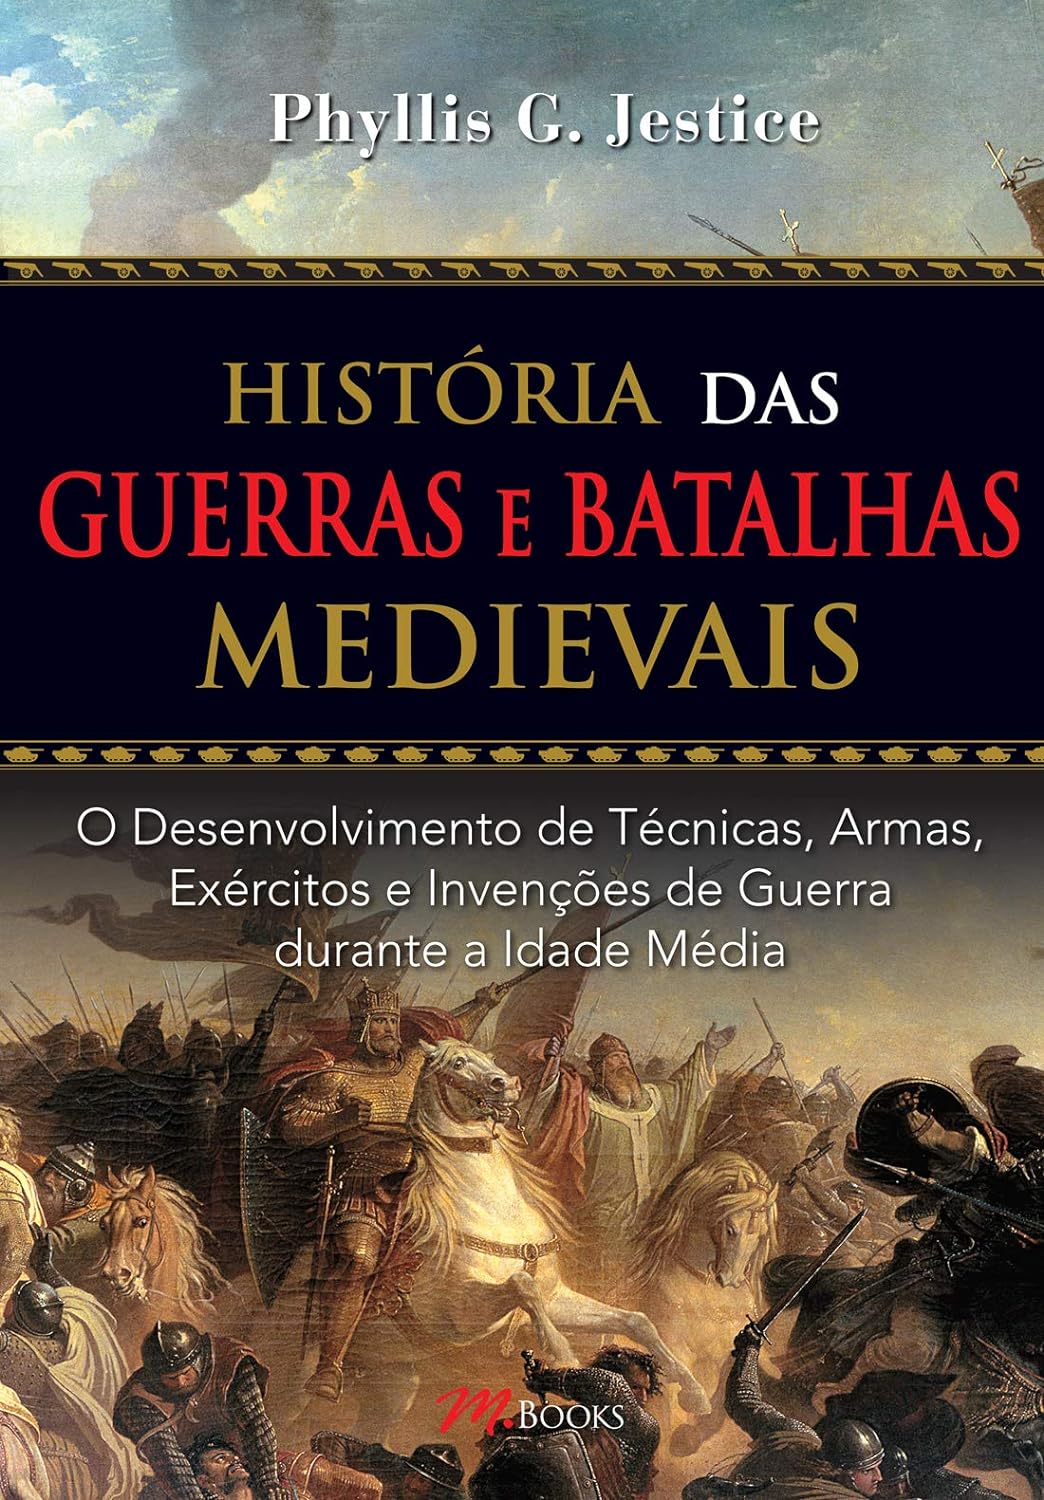 Phyllis G. Jestice
HISTÓRIA DAS
GUERRAS E BATALHAS
MEDIEVAIS
O Desenvolvimento de Técnicas, Armas,
Exércitos e Invenções de Guerra
durante a Idade Média
M.BOOKS